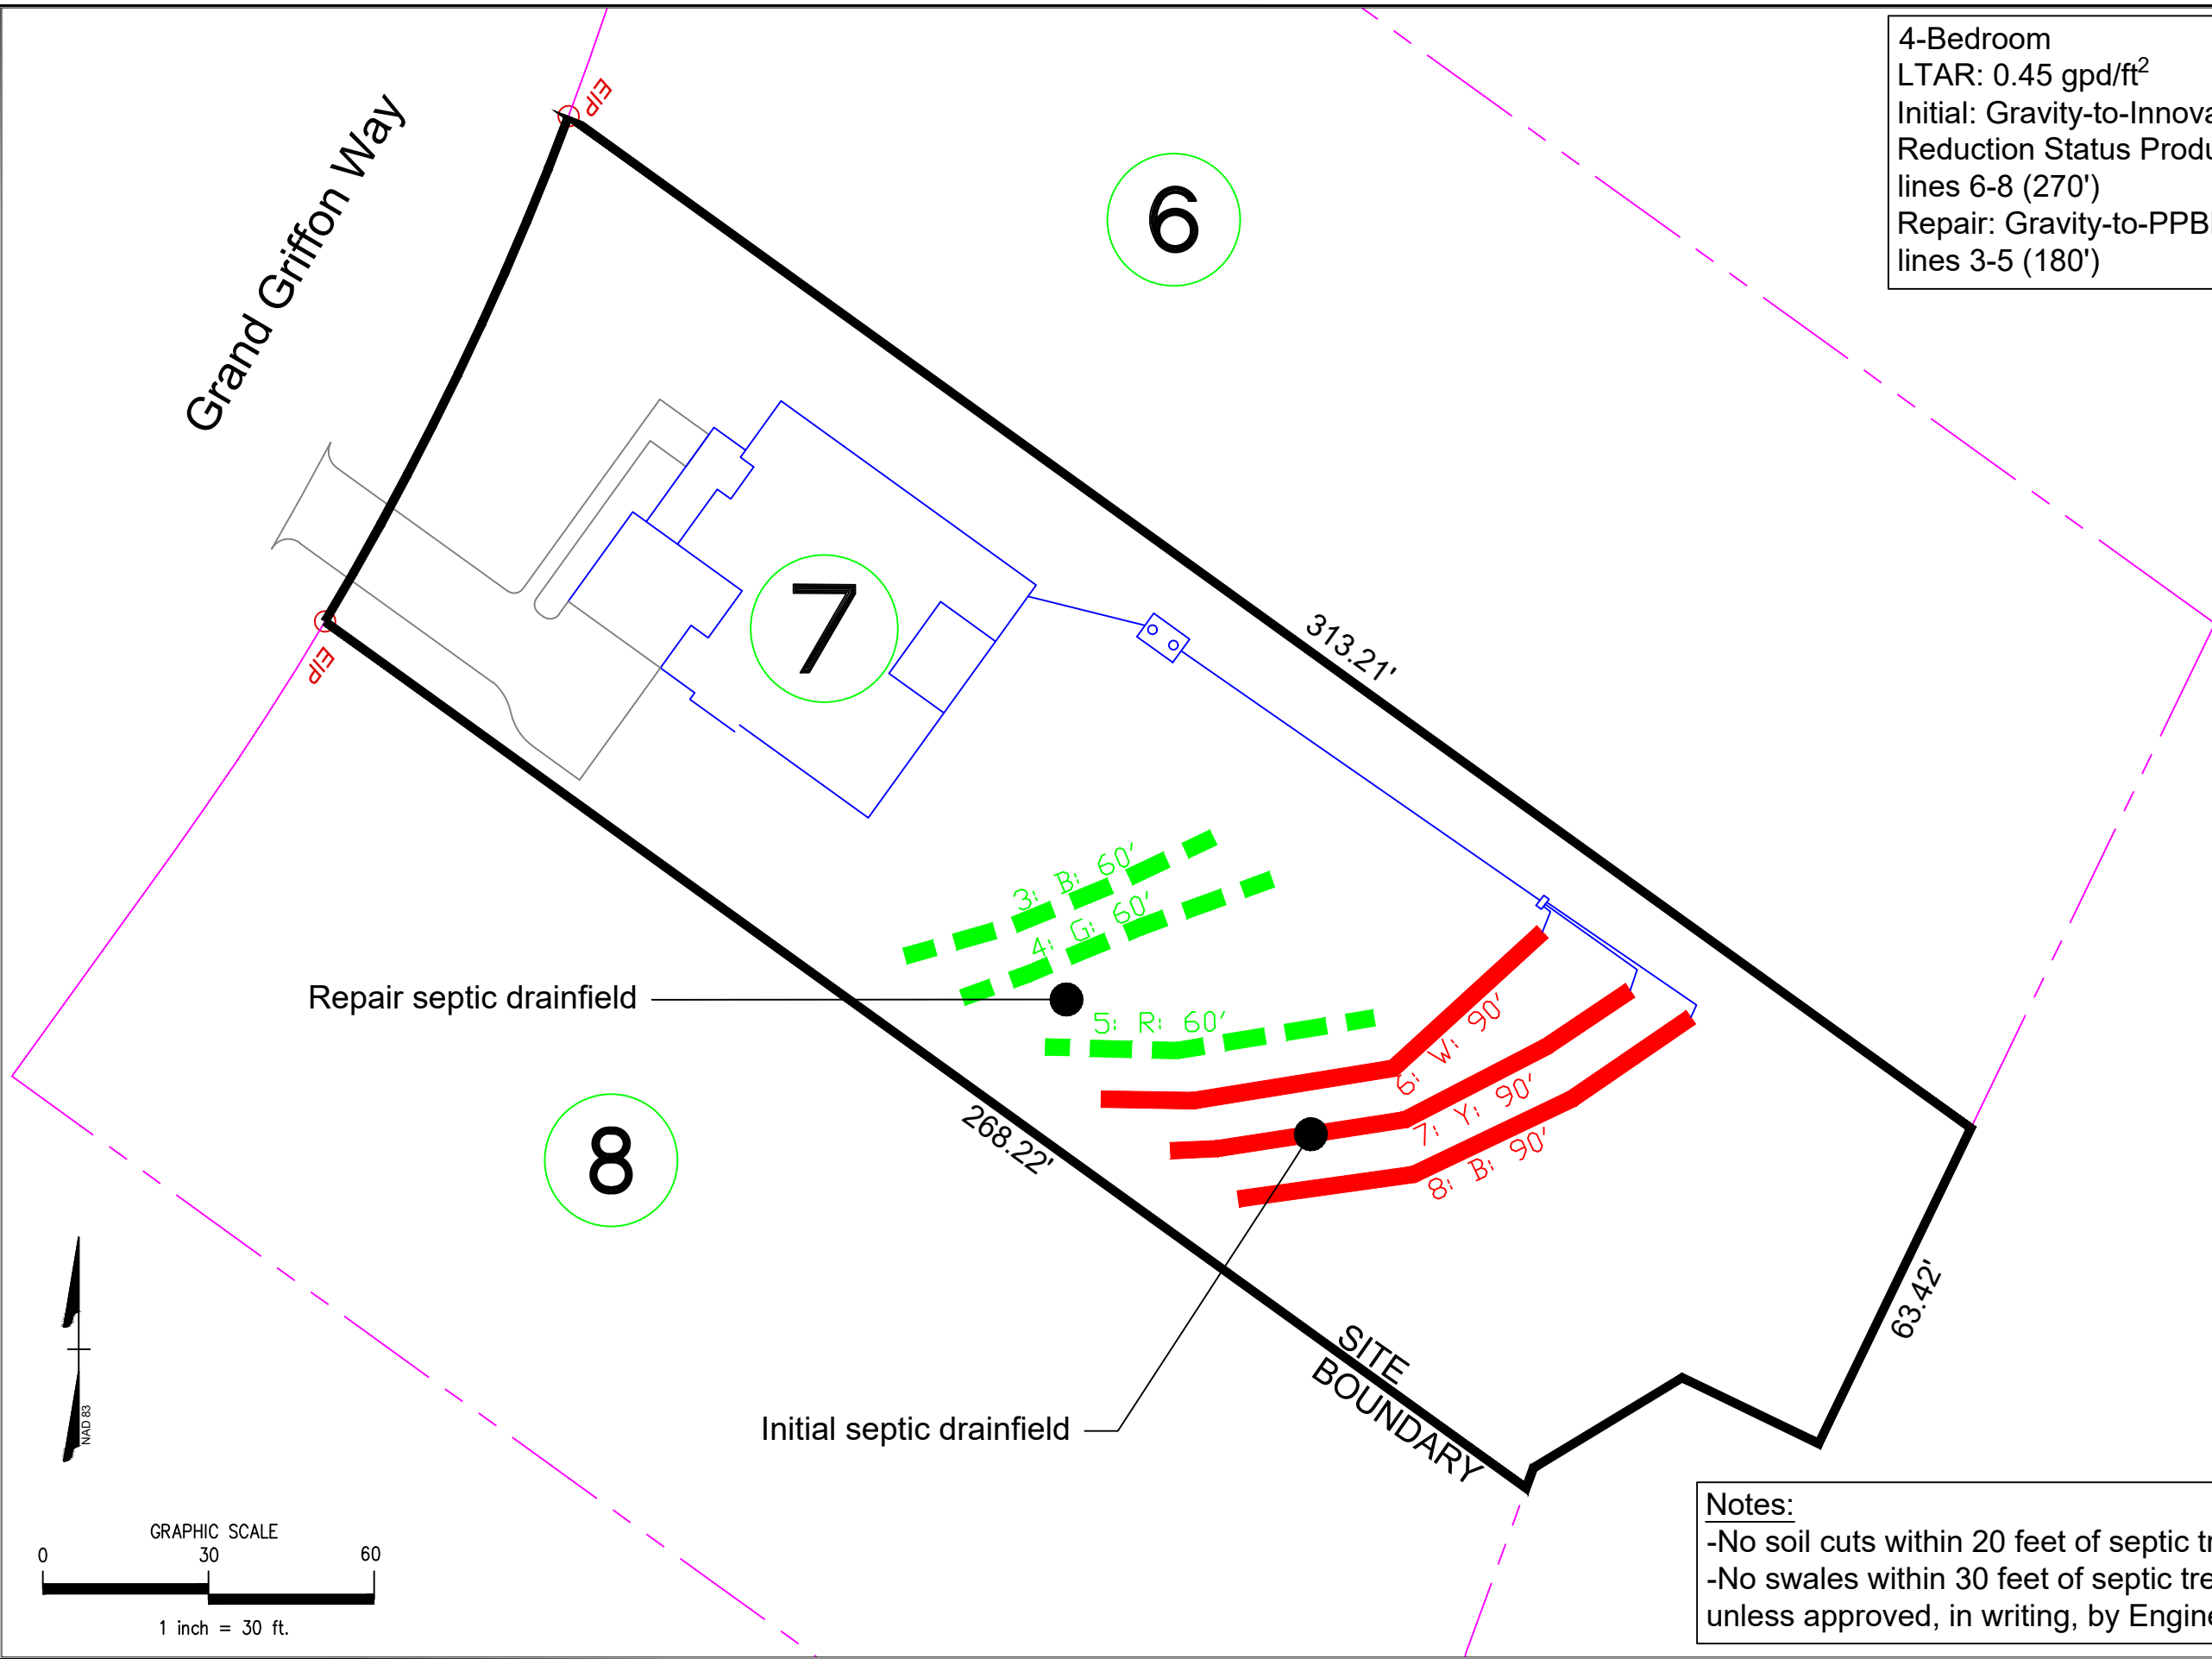 4-Bedroom
LTAR: 0.45 gpd/ft²
Initial: Gravity-to-Innova
Reduction Status Produ
lines 6-8 (270')
Repair: Gravity-to-PPB
lines 3-5 (180')
EIP
Grand Griffon Way
6
7
313.21'
EIP
3: B: 60'
4: G: 60'
Repair septic drainfield
5: R: 60'
6: W: 90'
7: Y: 90'
8: B: 90'
268.22'
8
63.42'
SITE
BOUNDARY
Initial septic drainfield
NAD 83
GRAPHIC SCALE
0 30 60
1 inch = 30 ft.
Notes:
-No soil cuts within 20 feet of septic tr
-No swales within 30 feet of septic tre
unless approved, in writing, by Engine